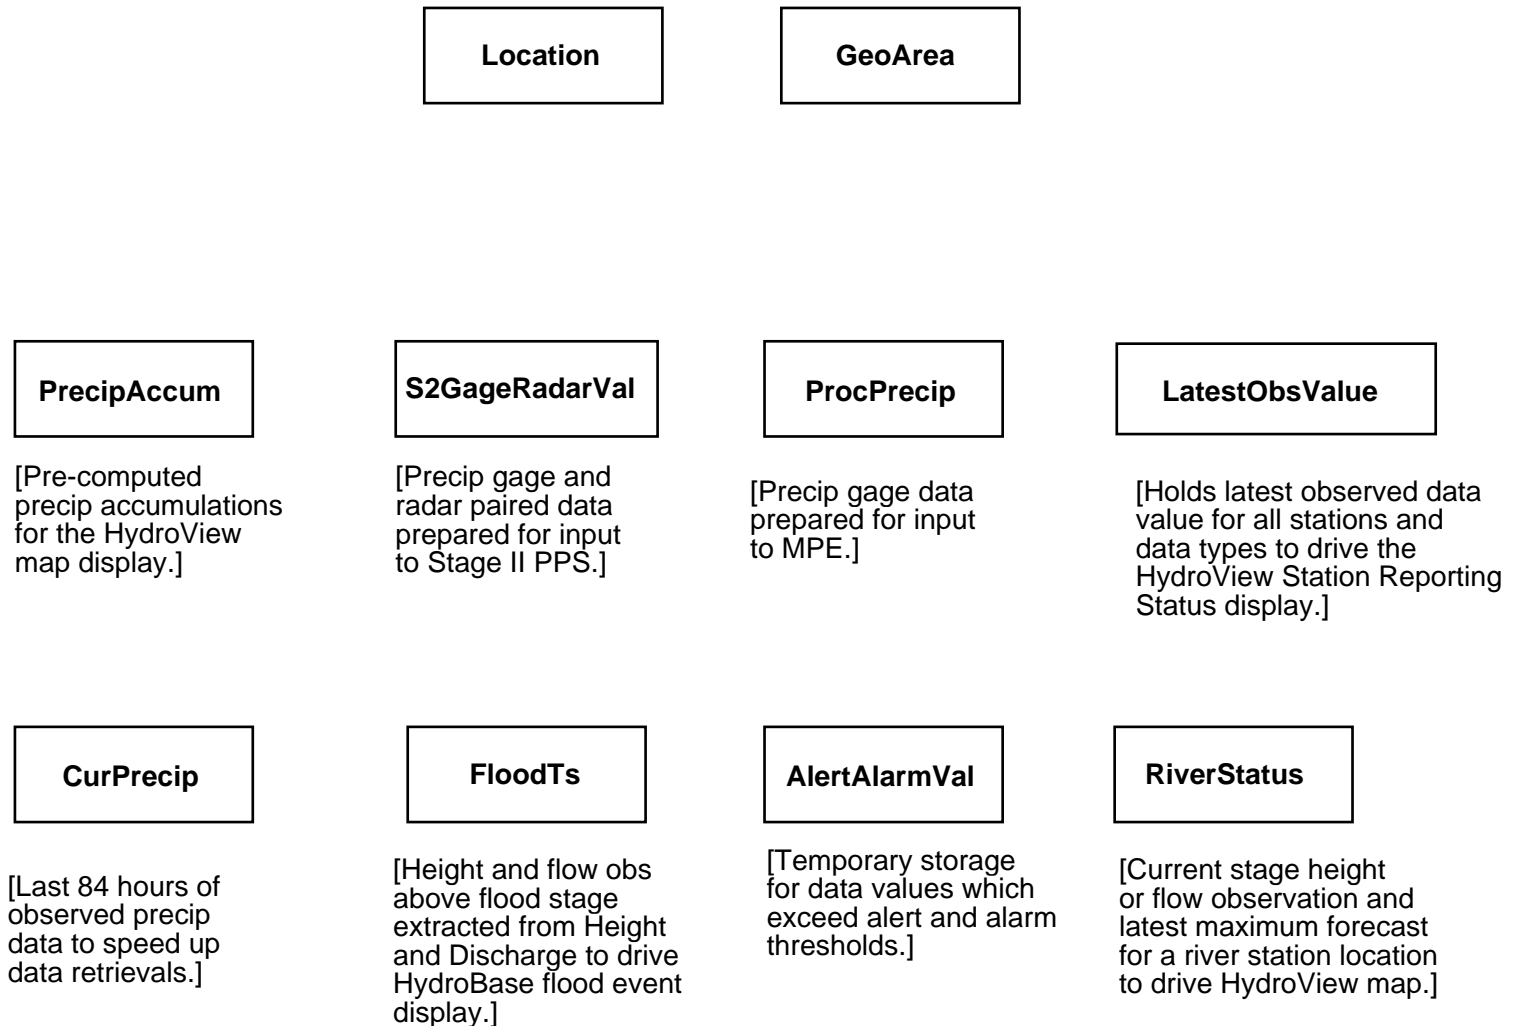 Location
GeoArea
PrecipAccum
[Pre-computed
precip accumulations
for the HydroView
map display.]
S2GageRadarVal
[Precip gage and
radar paired data
prepared for input
to Stage II PPS.]
ProcPrecip
[Precip gage data
prepared for input
to MPE.]
LatestObsValue
[Holds latest observed data
value for all stations and
data types to drive the
HydroView Station Reporting
Status display.]
CurPrecip
[Last 84 hours of
observed precip
data to speed up
data retrievals.]
FloodTs
[Height and flow obs
above flood stage
extracted from Height
and Discharge to drive
HydroBase flood event
display.]
AlertAlarmVal
[Temporary storage
for data values which
exceed alert and alarm
thresholds.]
RiverStatus
[Current stage height
or flow observation and
latest maximum forecast
for a river station location
to drive HydroView map.]